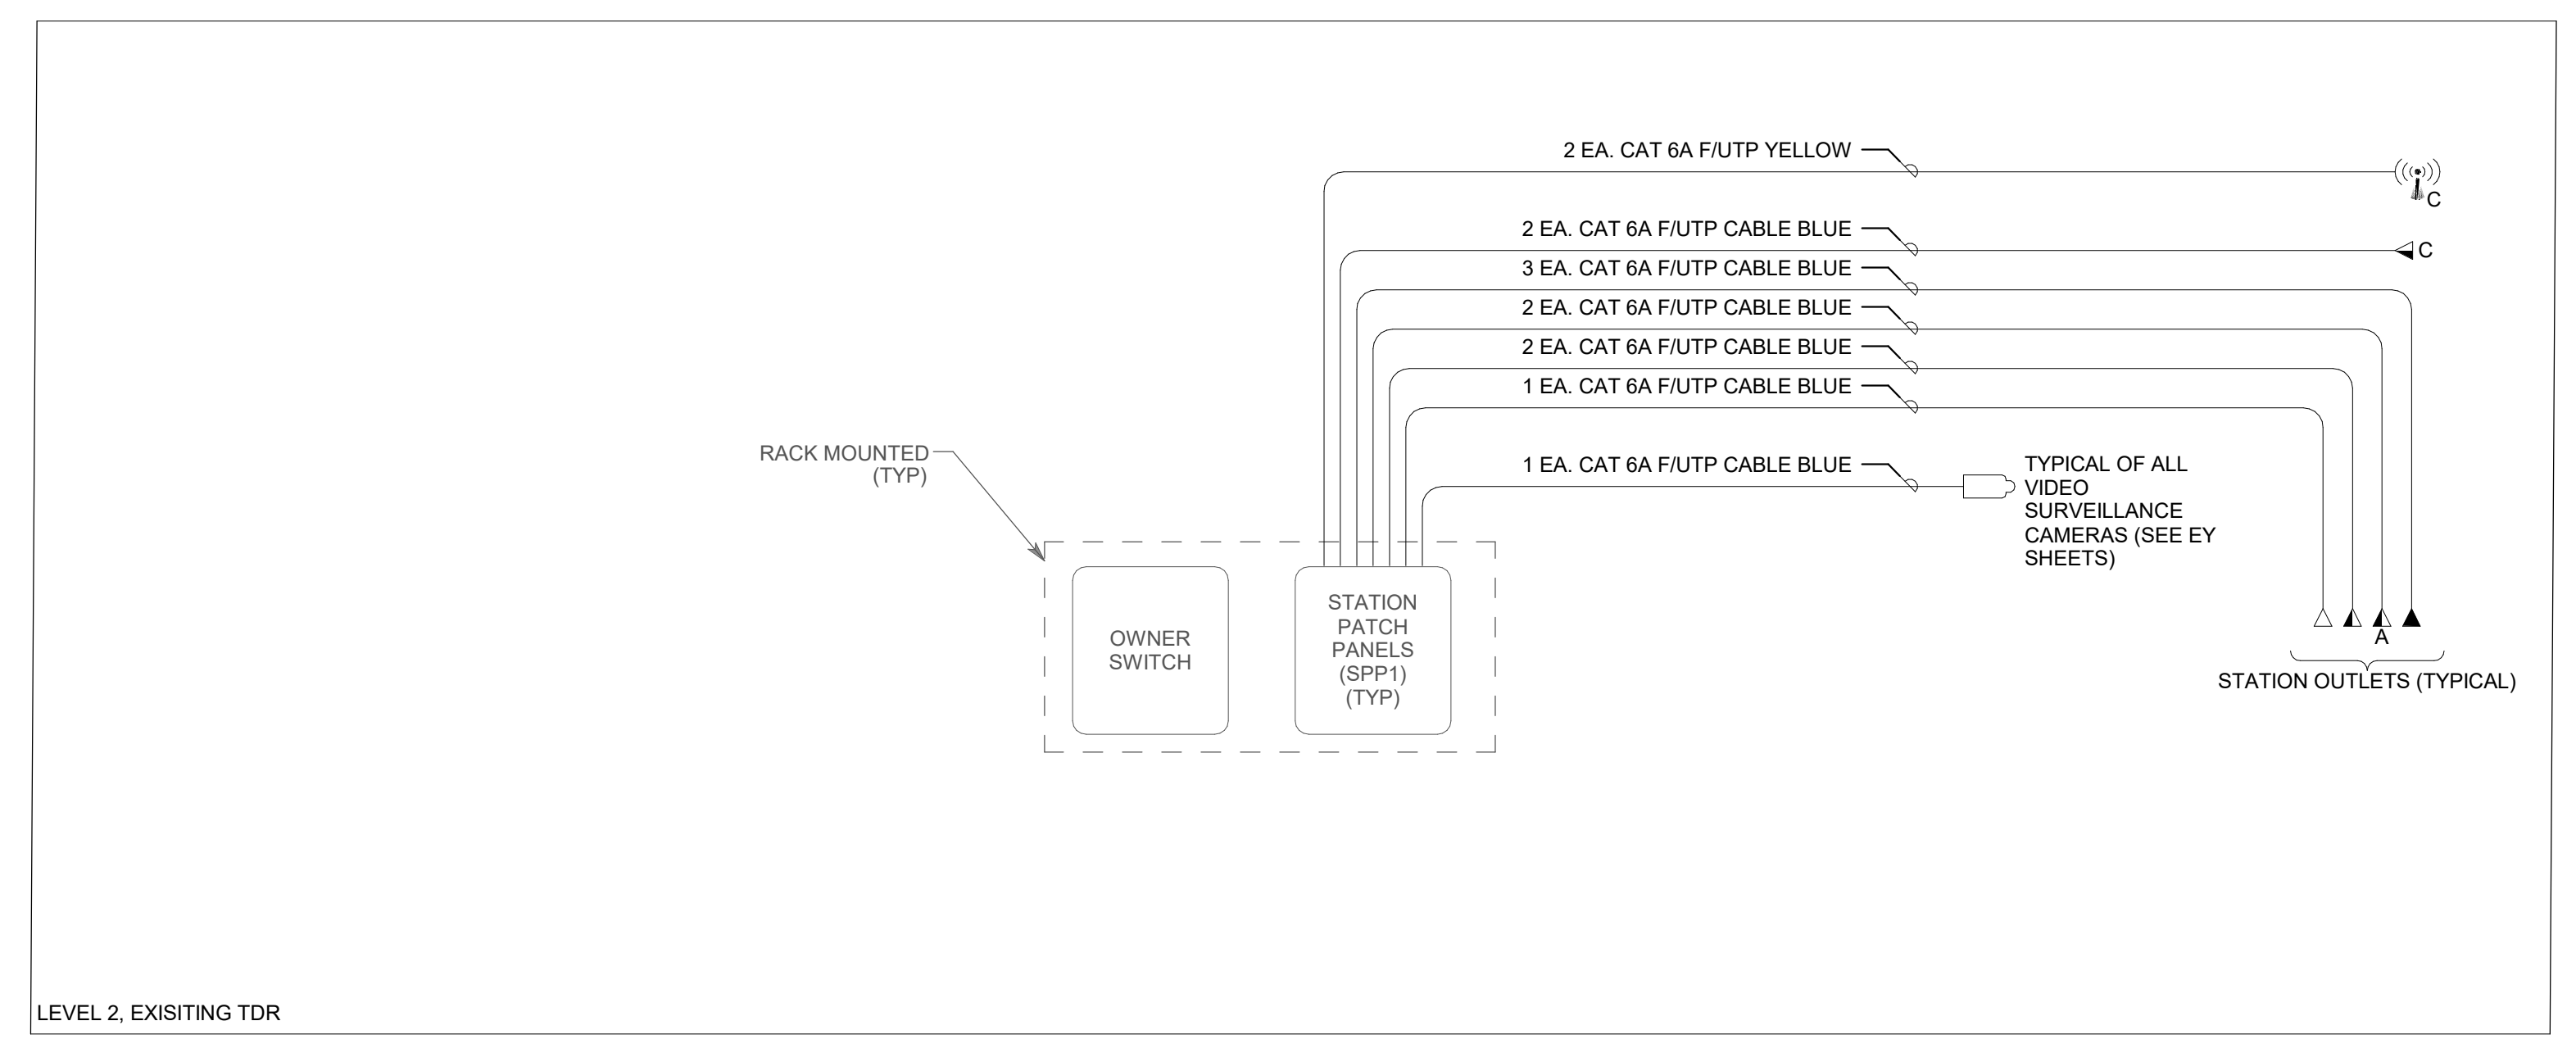 2 EA. CAT 6A F/UTP YELLOW
C
2 EA. CAT 6A F/UTP CABLE BLUE
C
3 EA. CAT 6A F/UTP CABLE BLUE
2 EA. CAT 6A F/UTP CABLE BLUE
2 EA. CAT 6A F/UTP CABLE BLUE
1 EA. CAT 6A F/UTP CABLE BLUE
RACK MOUNTED
(TYP)
1 EA. CAT 6A F/UTP CABLE BLUE
TYPICAL OF ALL
VIDEO
SURVEILLANCE
CAMERAS (SEE EY
SHEETS)
OWNER
SWITCH
STATION
PATCH
PANELS
(SPP1)
(TYP)
A
STATION OUTLETS (TYPICAL)
LEVEL 2, EXISITING TDR